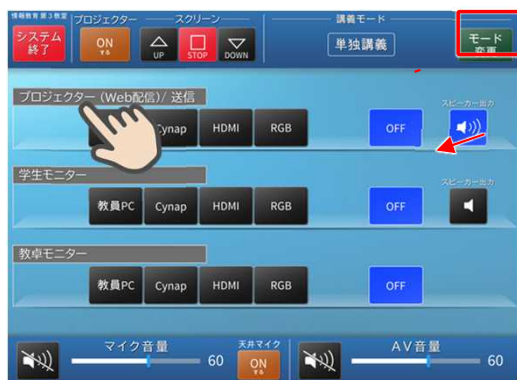 情報教育第3教室
プロジェクター
スクリーン
講義モード
システム
終了
ON
する
UP
STOP
DOWN
単独講義
モード
変更
プロジェクター (Web配信)/ 送信
スピーカー出力
Cynap
HDMI
RGB
OFF
学生モニター
スピーカー出力
教員PC
Cynap
HDMI
RGB
OFF
教卓モニター
教員PC
Cynap
HDMI
RGB
OFF
マイク音量
60
天井マイク
ON
する
AV音量
60